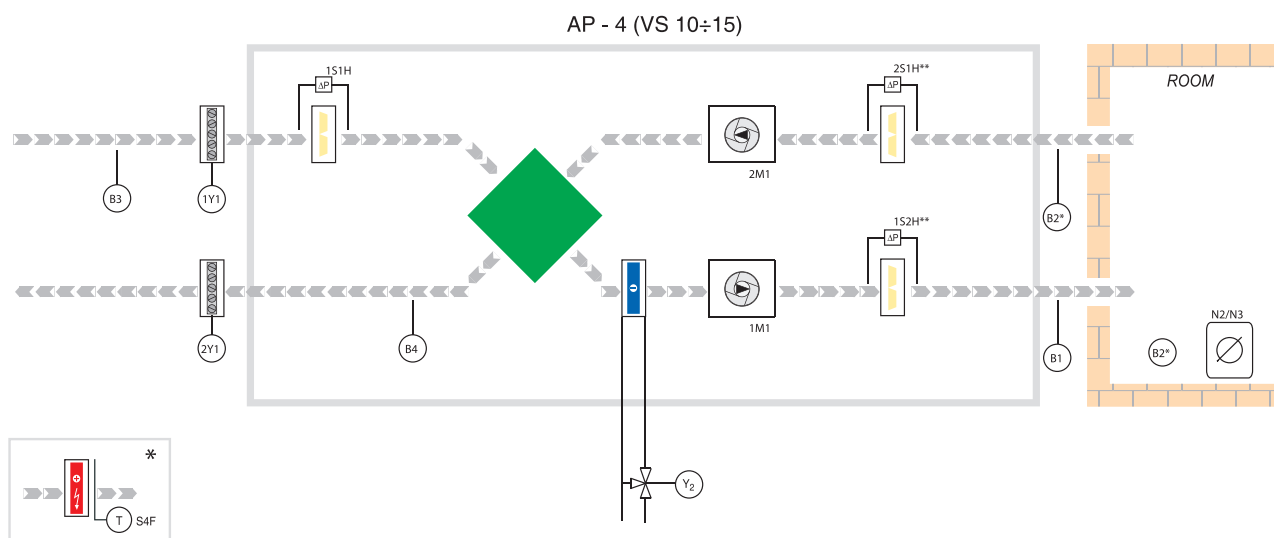 AP - 4 (VS 10÷15)
1S1H
ΔP
2S1H**
ΔP
ROOM
B3
1Y1
2M1
B2*
1S2H**
ΔP
2Y1
B4
1M1
B1
B2*
N2/N3
*
T
S4F
Y2